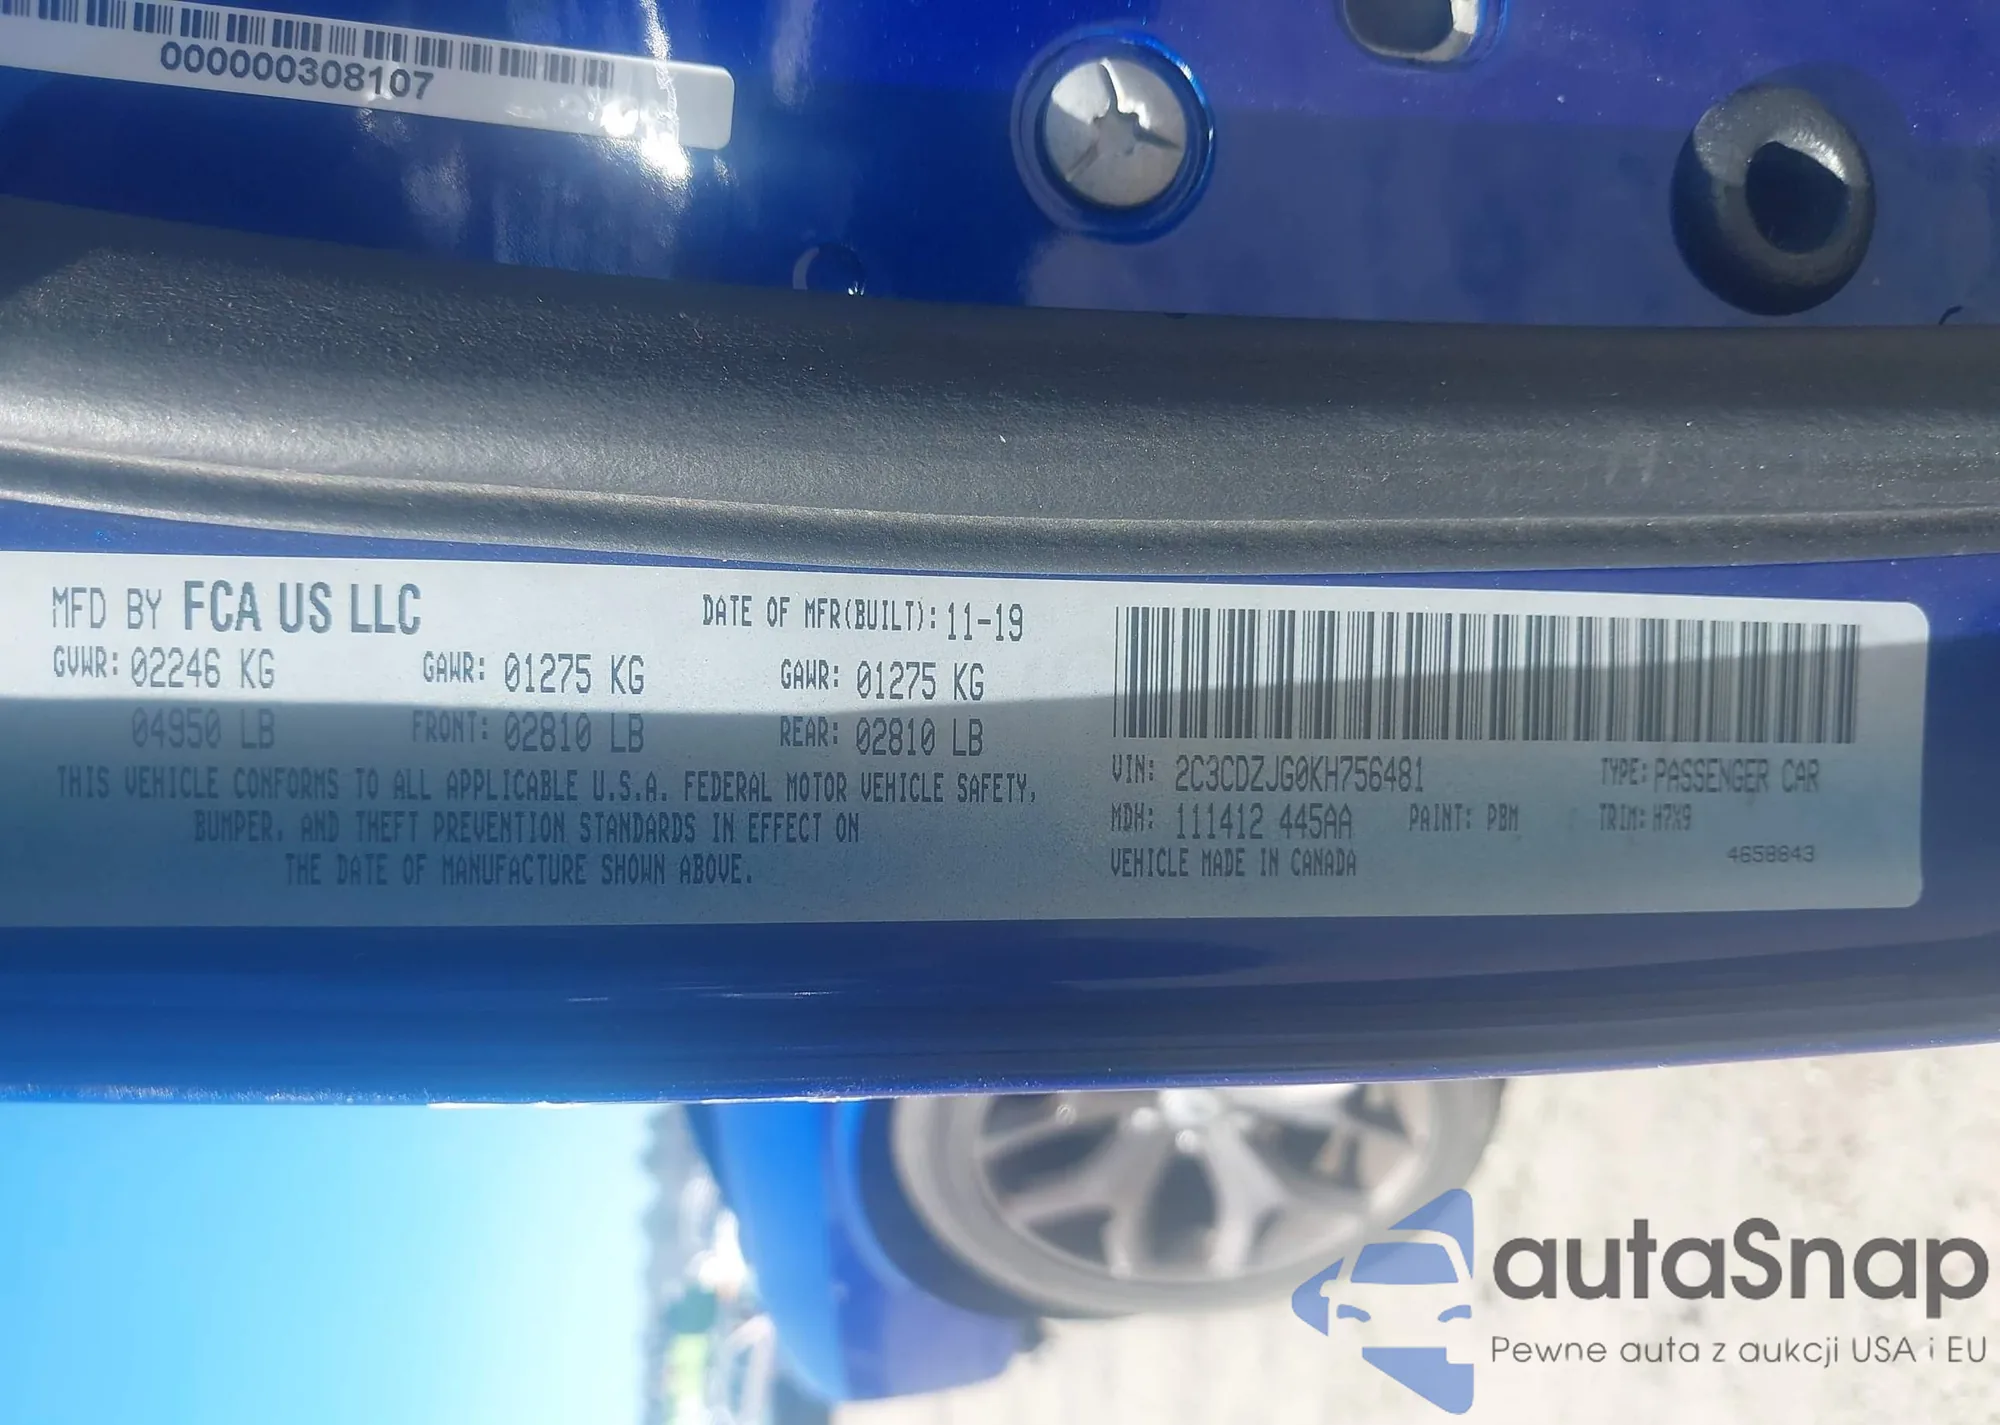 000000308107
MFD BY FCA US LLC DATE OF MFR(BUILT): 11-19
GVWR: 02246 KG GAWR: 01275 KG GAWR: 01275 KG
04950 LB FRONT: 02810 LB REAR: 02810 LB
THIS VEHICLE CONFORMS TO ALL APPLICABLE U.S.A. FEDERAL MOTOR VEHICLE SAFETY,
BUMPER, AND THEFT PREVENTION STANDARDS IN EFFECT ON
THE DATE OF MANUFACTURE SHOWN ABOVE.
VIN: 2C3CDZJG0KH756481 TYPE: PASSENGER CAR
MDH: 111412 445AA PAINT: PBM TRIM: H7X9
VEHICLE MADE IN CANADA 4658643
autaSnap
Pewne auta z aukcji USA i EU